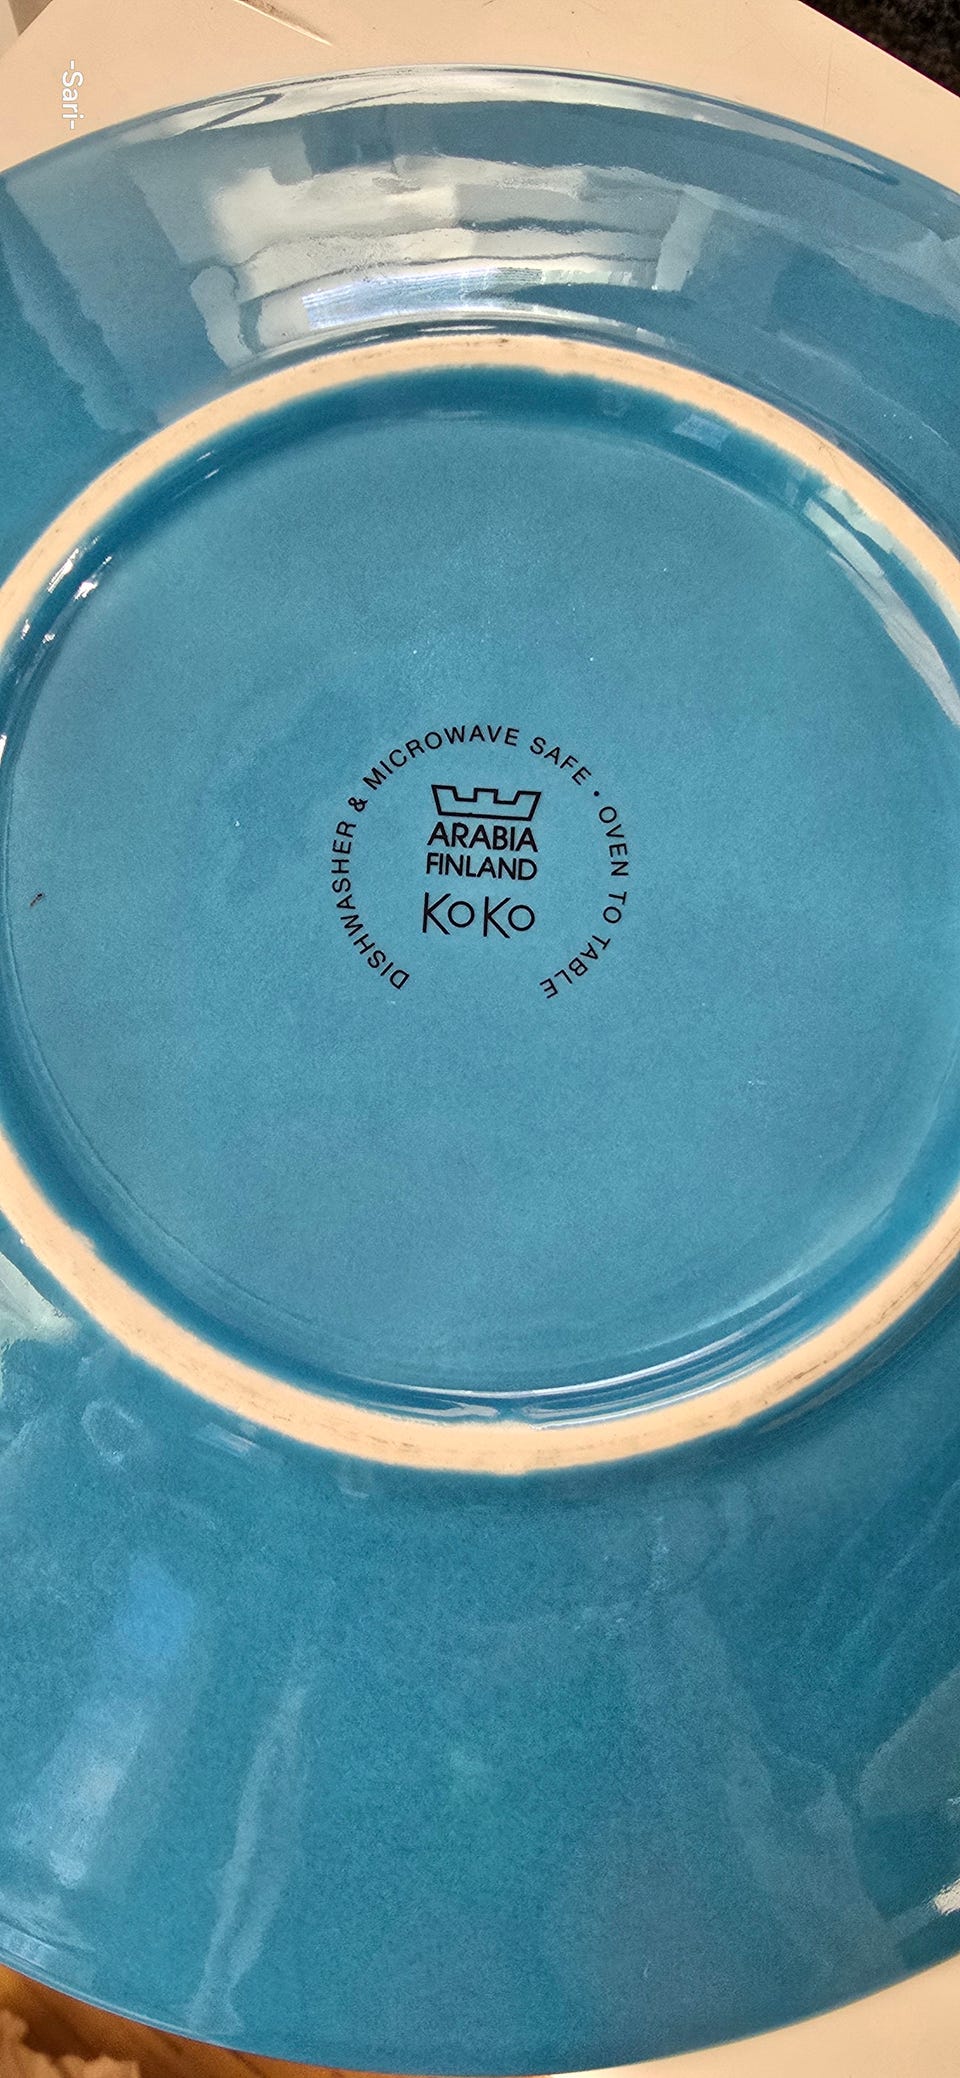 -Sari-
DISHWASHER & MICROWAVE SAFE • OVEN TO TABLE
ARABIA
FINLAND
KoKo